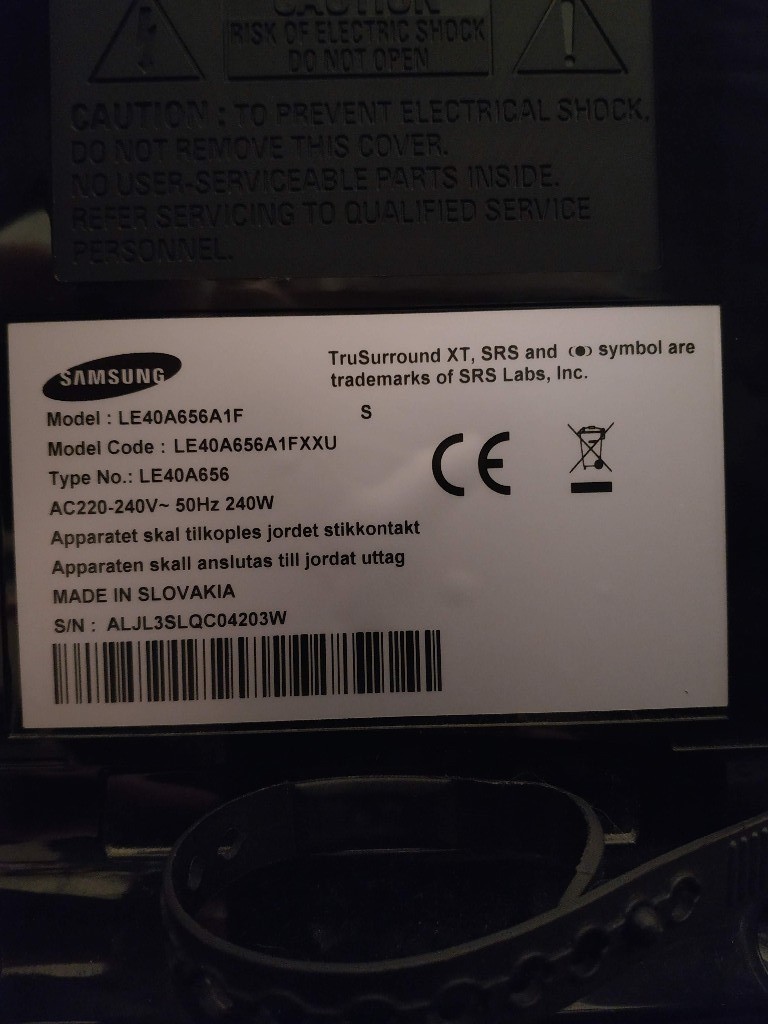 CAUTION
RISK OF ELECTRIC SHOCK
DO NOT OPEN
CAUTION : TO PREVENT ELECTRICAL SHOCK,
DO NOT REMOVE THIS COVER.
NO USER-SERVICEABLE PARTS INSIDE.
REFER SERVICING TO QUALIFIED SERVICE
PERSONNEL.
SAMSUNG
TruSurround XT, SRS and (●) symbol are
trademarks of SRS Labs, Inc.
Model : LE40A656A1F
S
Model Code : LE40A656A1FXXU
Type No.: LE40A656
AC220-240V~ 50Hz 240W
CE
Apparatet skal tilkoples jordet stikkontakt
Apparaten skall anslutas till jordat uttag
MADE IN SLOVAKIA
S/N : ALJL3SLQC04203W